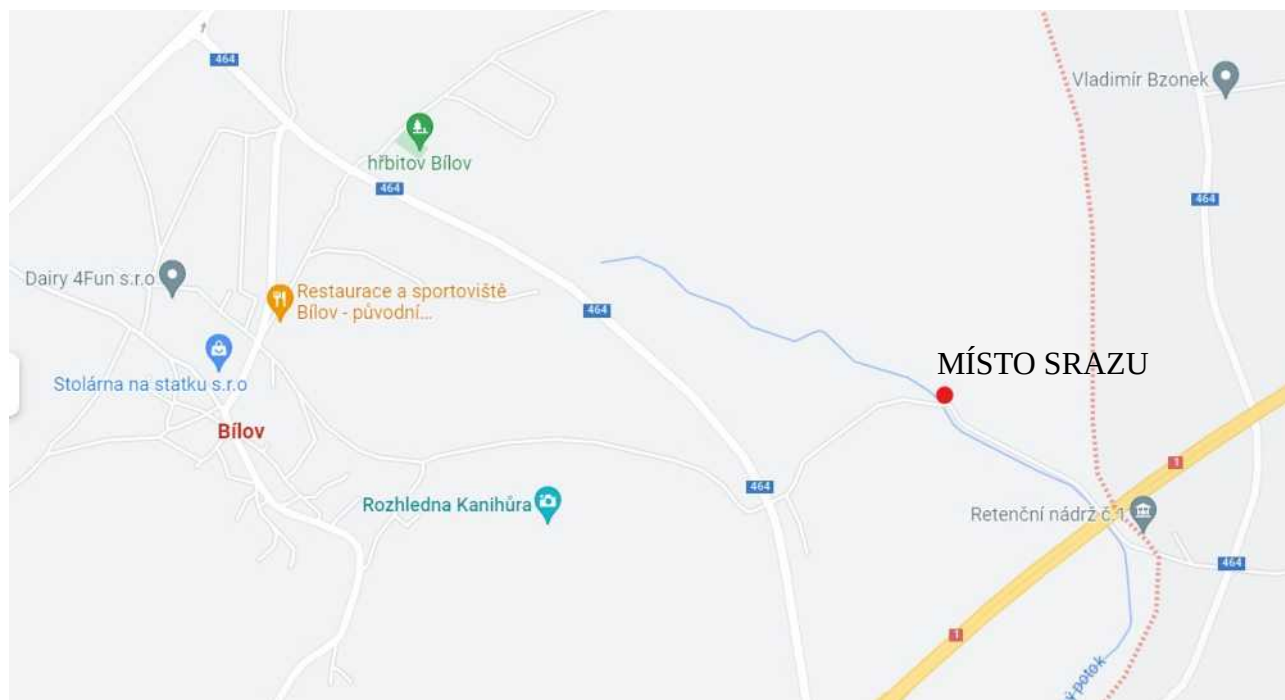 464
Vladimír Bzonek
hřbitov Bílov
464
464
Dairy 4Fun s.r.o
Restaurace a sportoviště
Bílov - původní...
464
MÍSTO SRAZU
Stolárna na statku s.r.o
Bílov
1
464
Rozhledna Kanihůra
Retenční nádrž č.1
464
1
potok